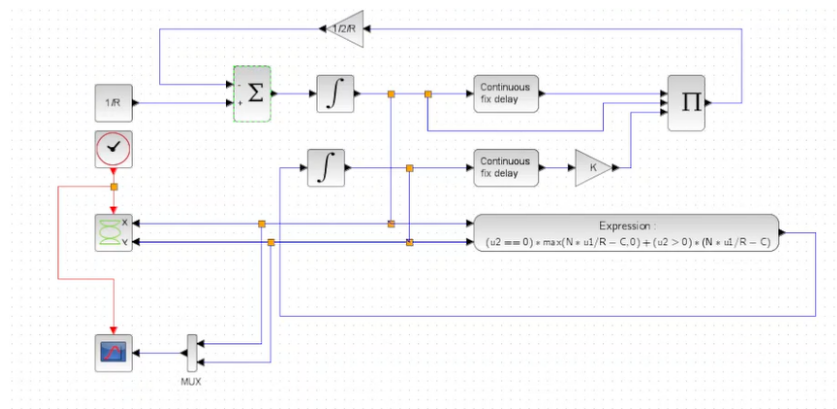 1/2/R
-
+
Σ
∫
Continuous
fix delay
Π
1/R
∫
Continuous
fix delay
K
X
Y
Expression :
(u2 == 0) * max(N * u1/R − C, 0) + (u2 > 0) * (N * u1/R − C)
MUX